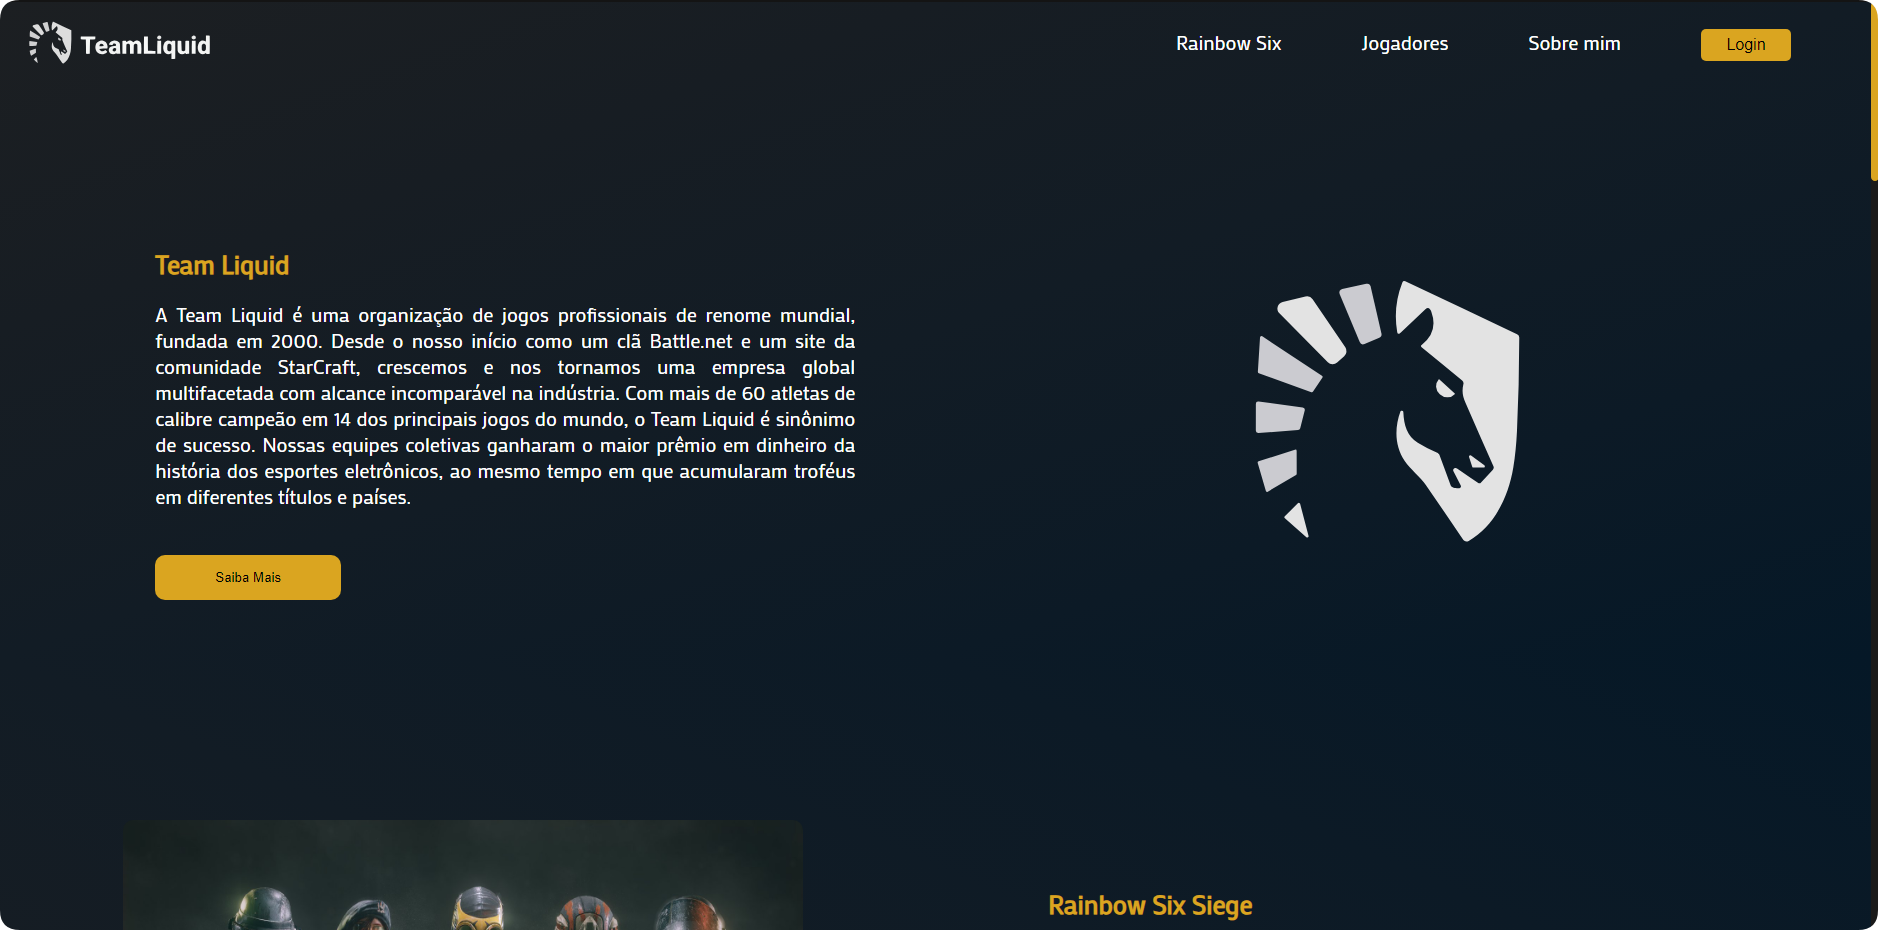 TeamLiquid
Rainbow Six
Jogadores
Sobre mim
Login
Team Liquid
A Team Liquid é uma organização de jogos profissionais de renome mundial,
fundada em 2000. Desde o nosso início como um clã Battle.net e um site da
comunidade StarCraft, crescemos e nos tornamos uma empresa global
multifacetada com alcance incomparável na indústria. Com mais de 60 atletas de
calibre campeão em 14 dos principais jogos do mundo, o Team Liquid é sinônimo
de sucesso. Nossas equipes coletivas ganharam o maior prêmio em dinheiro da
história dos esportes eletrônicos, ao mesmo tempo em que acumularam troféus
em diferentes títulos e países.
Saiba Mais
Rainbow Six Siege